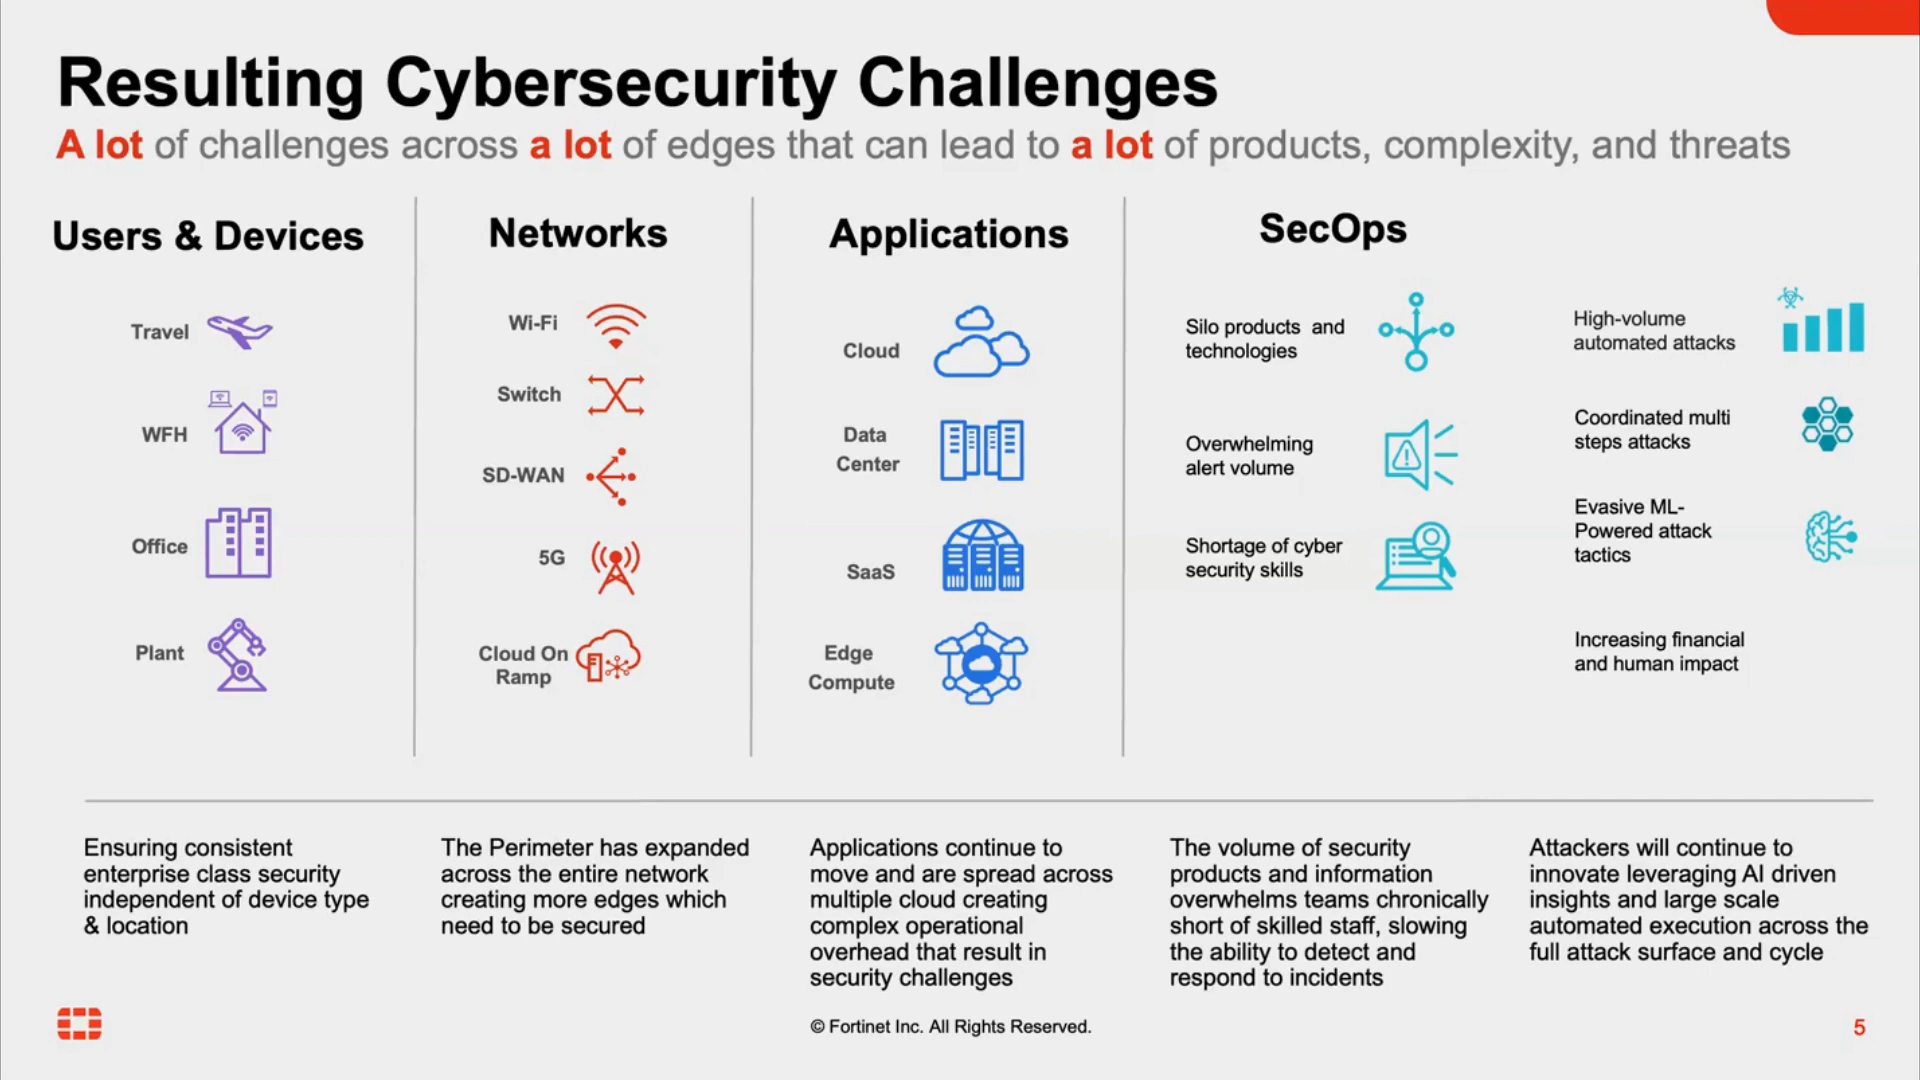 Resulting Cybersecurity Challenges
A lot of challenges across a lot of edges that can lead to a lot of products, complexity, and threats
Users & Devices
Travel
WFH
Office
Plant
Networks
Wi-Fi
Switch
SD-WAN
5G
Cloud On
Ramp
Applications
Cloud
Data
Center
SaaS
Edge
Compute
SecOps
Silo products and
technologies
Overwhelming
alert volume
Shortage of cyber
security skills
High-volume
automated attacks
Coordinated multi
steps attacks
Evasive ML-
Powered attack
tactics
Increasing financial
and human impact
Ensuring consistent
enterprise class security
independent of device type
& location
The Perimeter has expanded
across the entire network
creating more edges which
need to be secured
Applications continue to
move and are spread across
multiple cloud creating
complex operational
overhead that result in
security challenges
The volume of security
products and information
overwhelms teams chronically
short of skilled staff, slowing
the ability to detect and
respond to incidents
Attackers will continue to
innovate leveraging AI driven
insights and large scale
automated execution across the
full attack surface and cycle
© Fortinet Inc. All Rights Reserved.
5